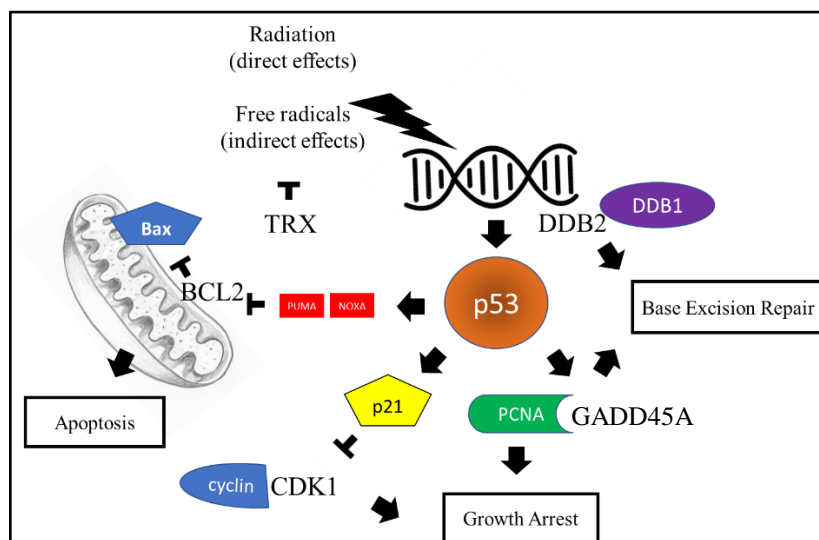 Radiation
(direct effects)
Free radicals
(indirect effects)
TRX
DDB2
DDB1
Bax
BCL2
PUMA
NOXA
p53
Base Excision Repair
Apoptosis
p21
PCNA
GADD45A
cyclin
CDK1
Growth Arrest